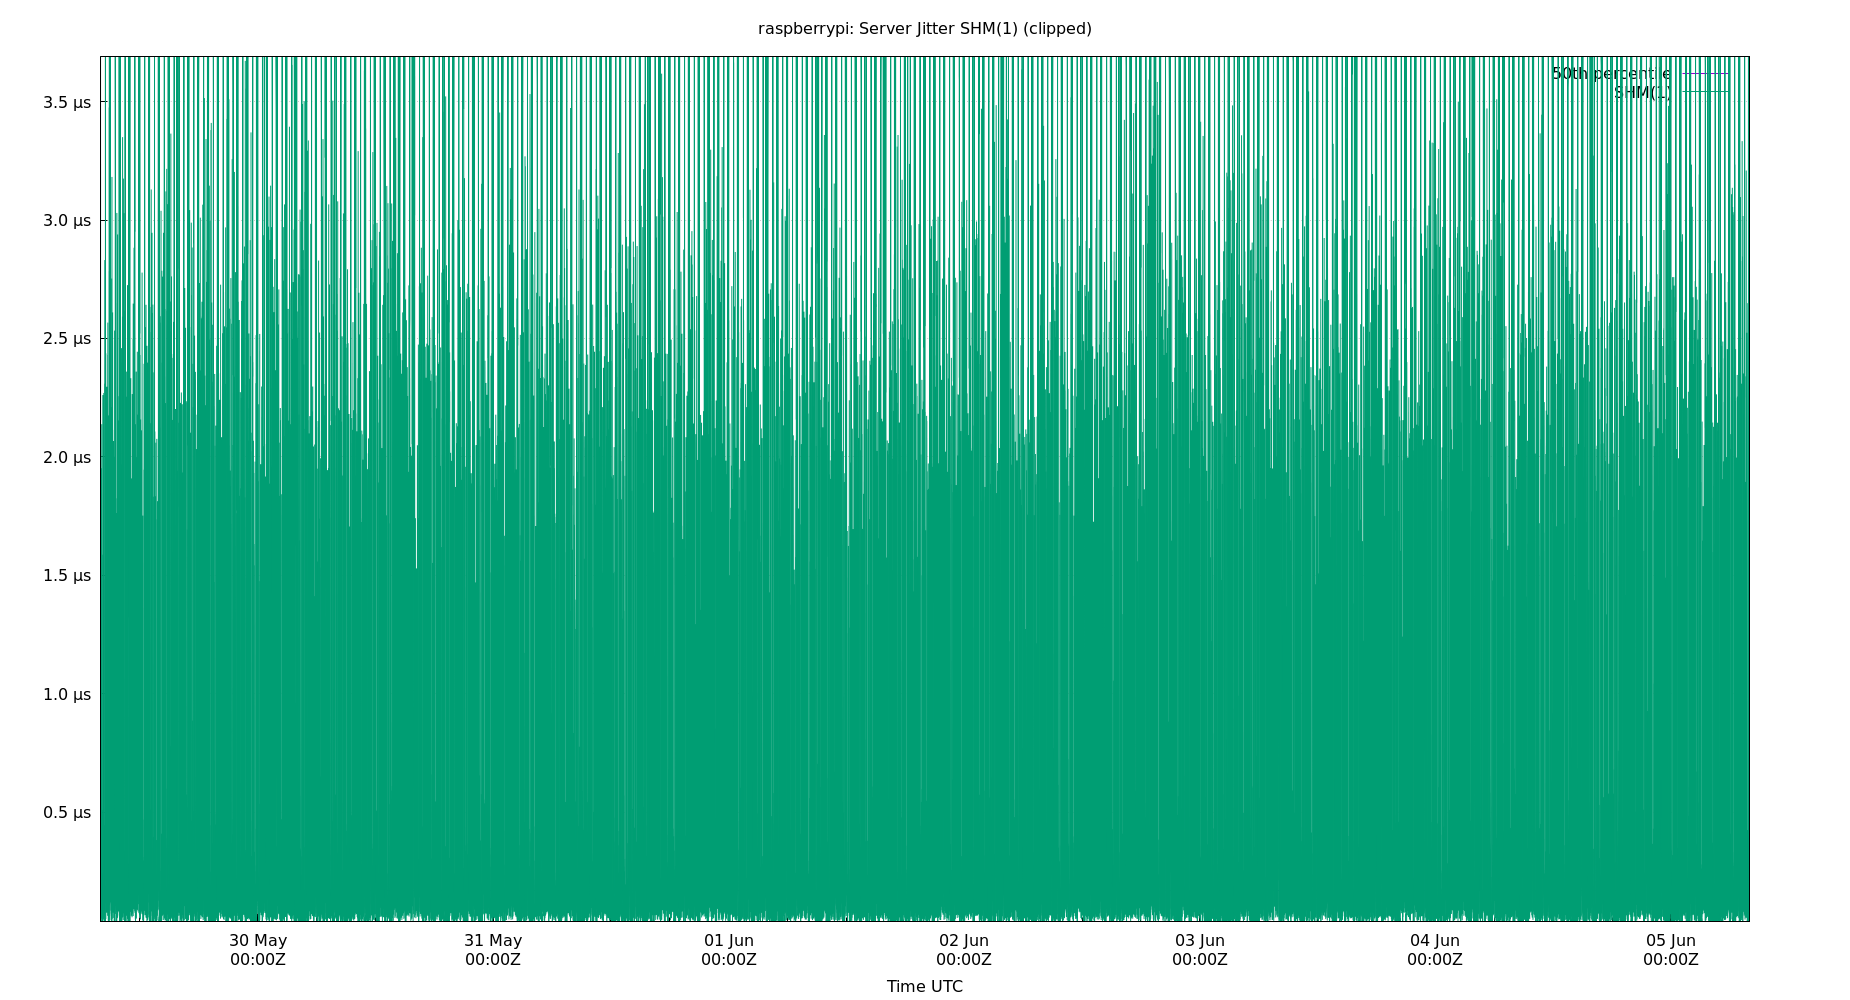 raspberrypi: Server Jitter SHM(1) (clipped)
50th percentile
SHM(1)
3.5 µs
3.0 µs
2.5 µs
2.0 µs
1.5 µs
1.0 µs
0.5 µs
30 May 31 May 01 Jun 02 Jun 03 Jun 04 Jun 05 Jun
00:00Z 00:00Z 00:00Z 00:00Z 00:00Z 00:00Z 00:00Z
Time UTC